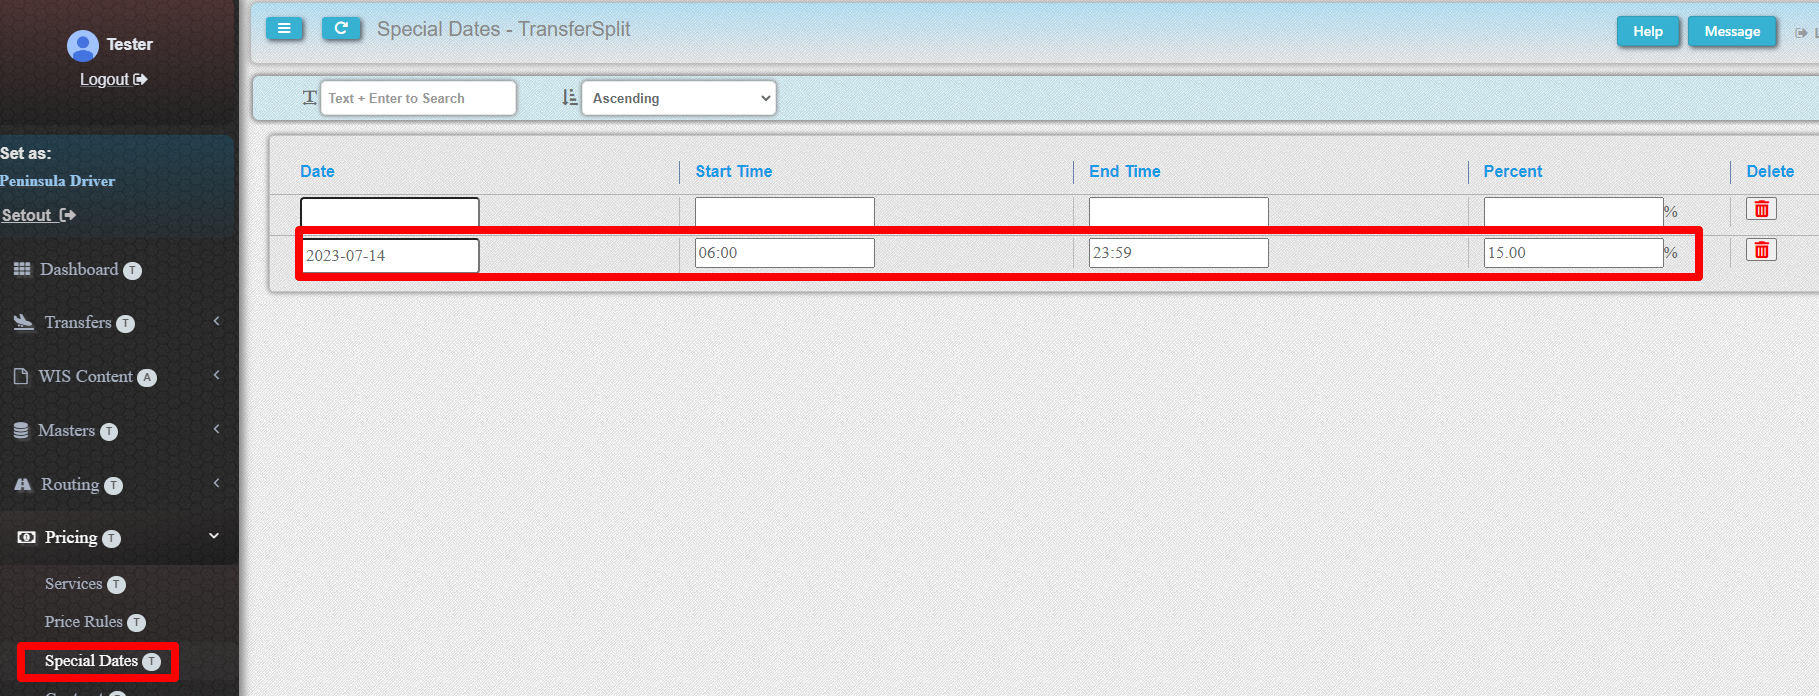 Tester
Logout
Set as:
Peninsula Driver
Setout
Dashboard T
Transfers T
WIS Content A
Masters T
Routing T
Pricing T
Services T
Price Rules T
Special Dates T
Special Dates - TransferSplit
Help
Message
Text + Enter to Search
Ascending
Date Start Time End Time Percent Delete
%
2023-07-14 06:00 23:59 15.00 %